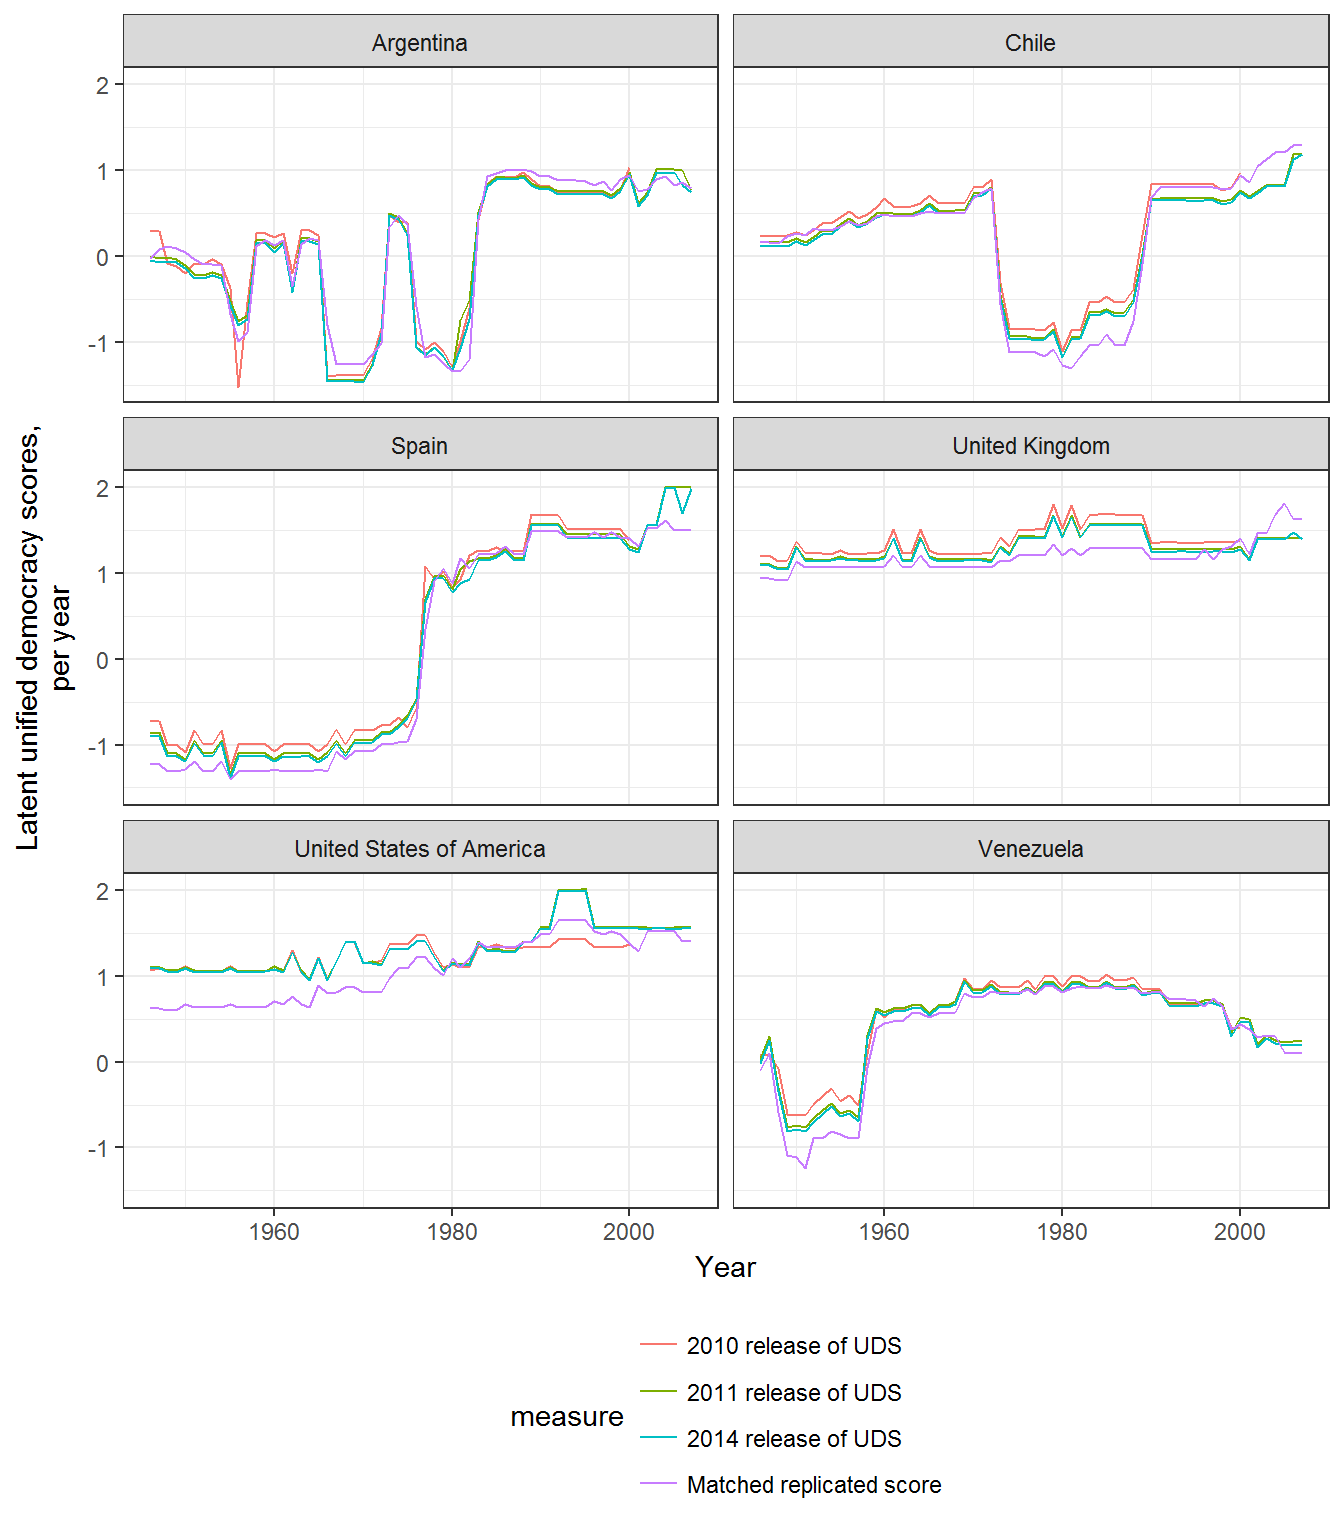 Argentina
Chile
2
1
0
-1
Spain
United Kingdom
2
1
0
-1
United States of America
Venezuela
2
1
0
-1
1960
1980
2000
1960
1980
2000
Latent unified democracy scores,
per year
Year
measure
2010 release of UDS
2011 release of UDS
2014 release of UDS
Matched replicated score